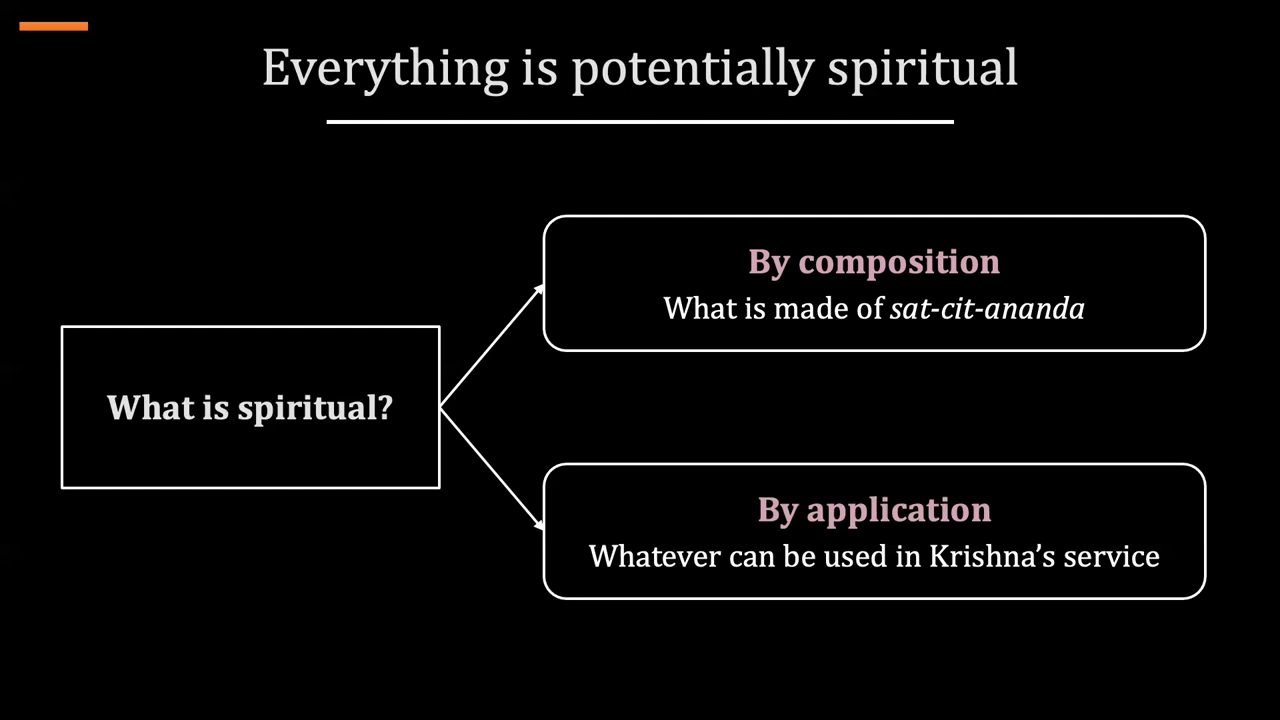 Everything is potentially spiritual
What is spiritual?
By composition
What is made of sat-cit-ananda
By application
Whatever can be used in Krishna’s service